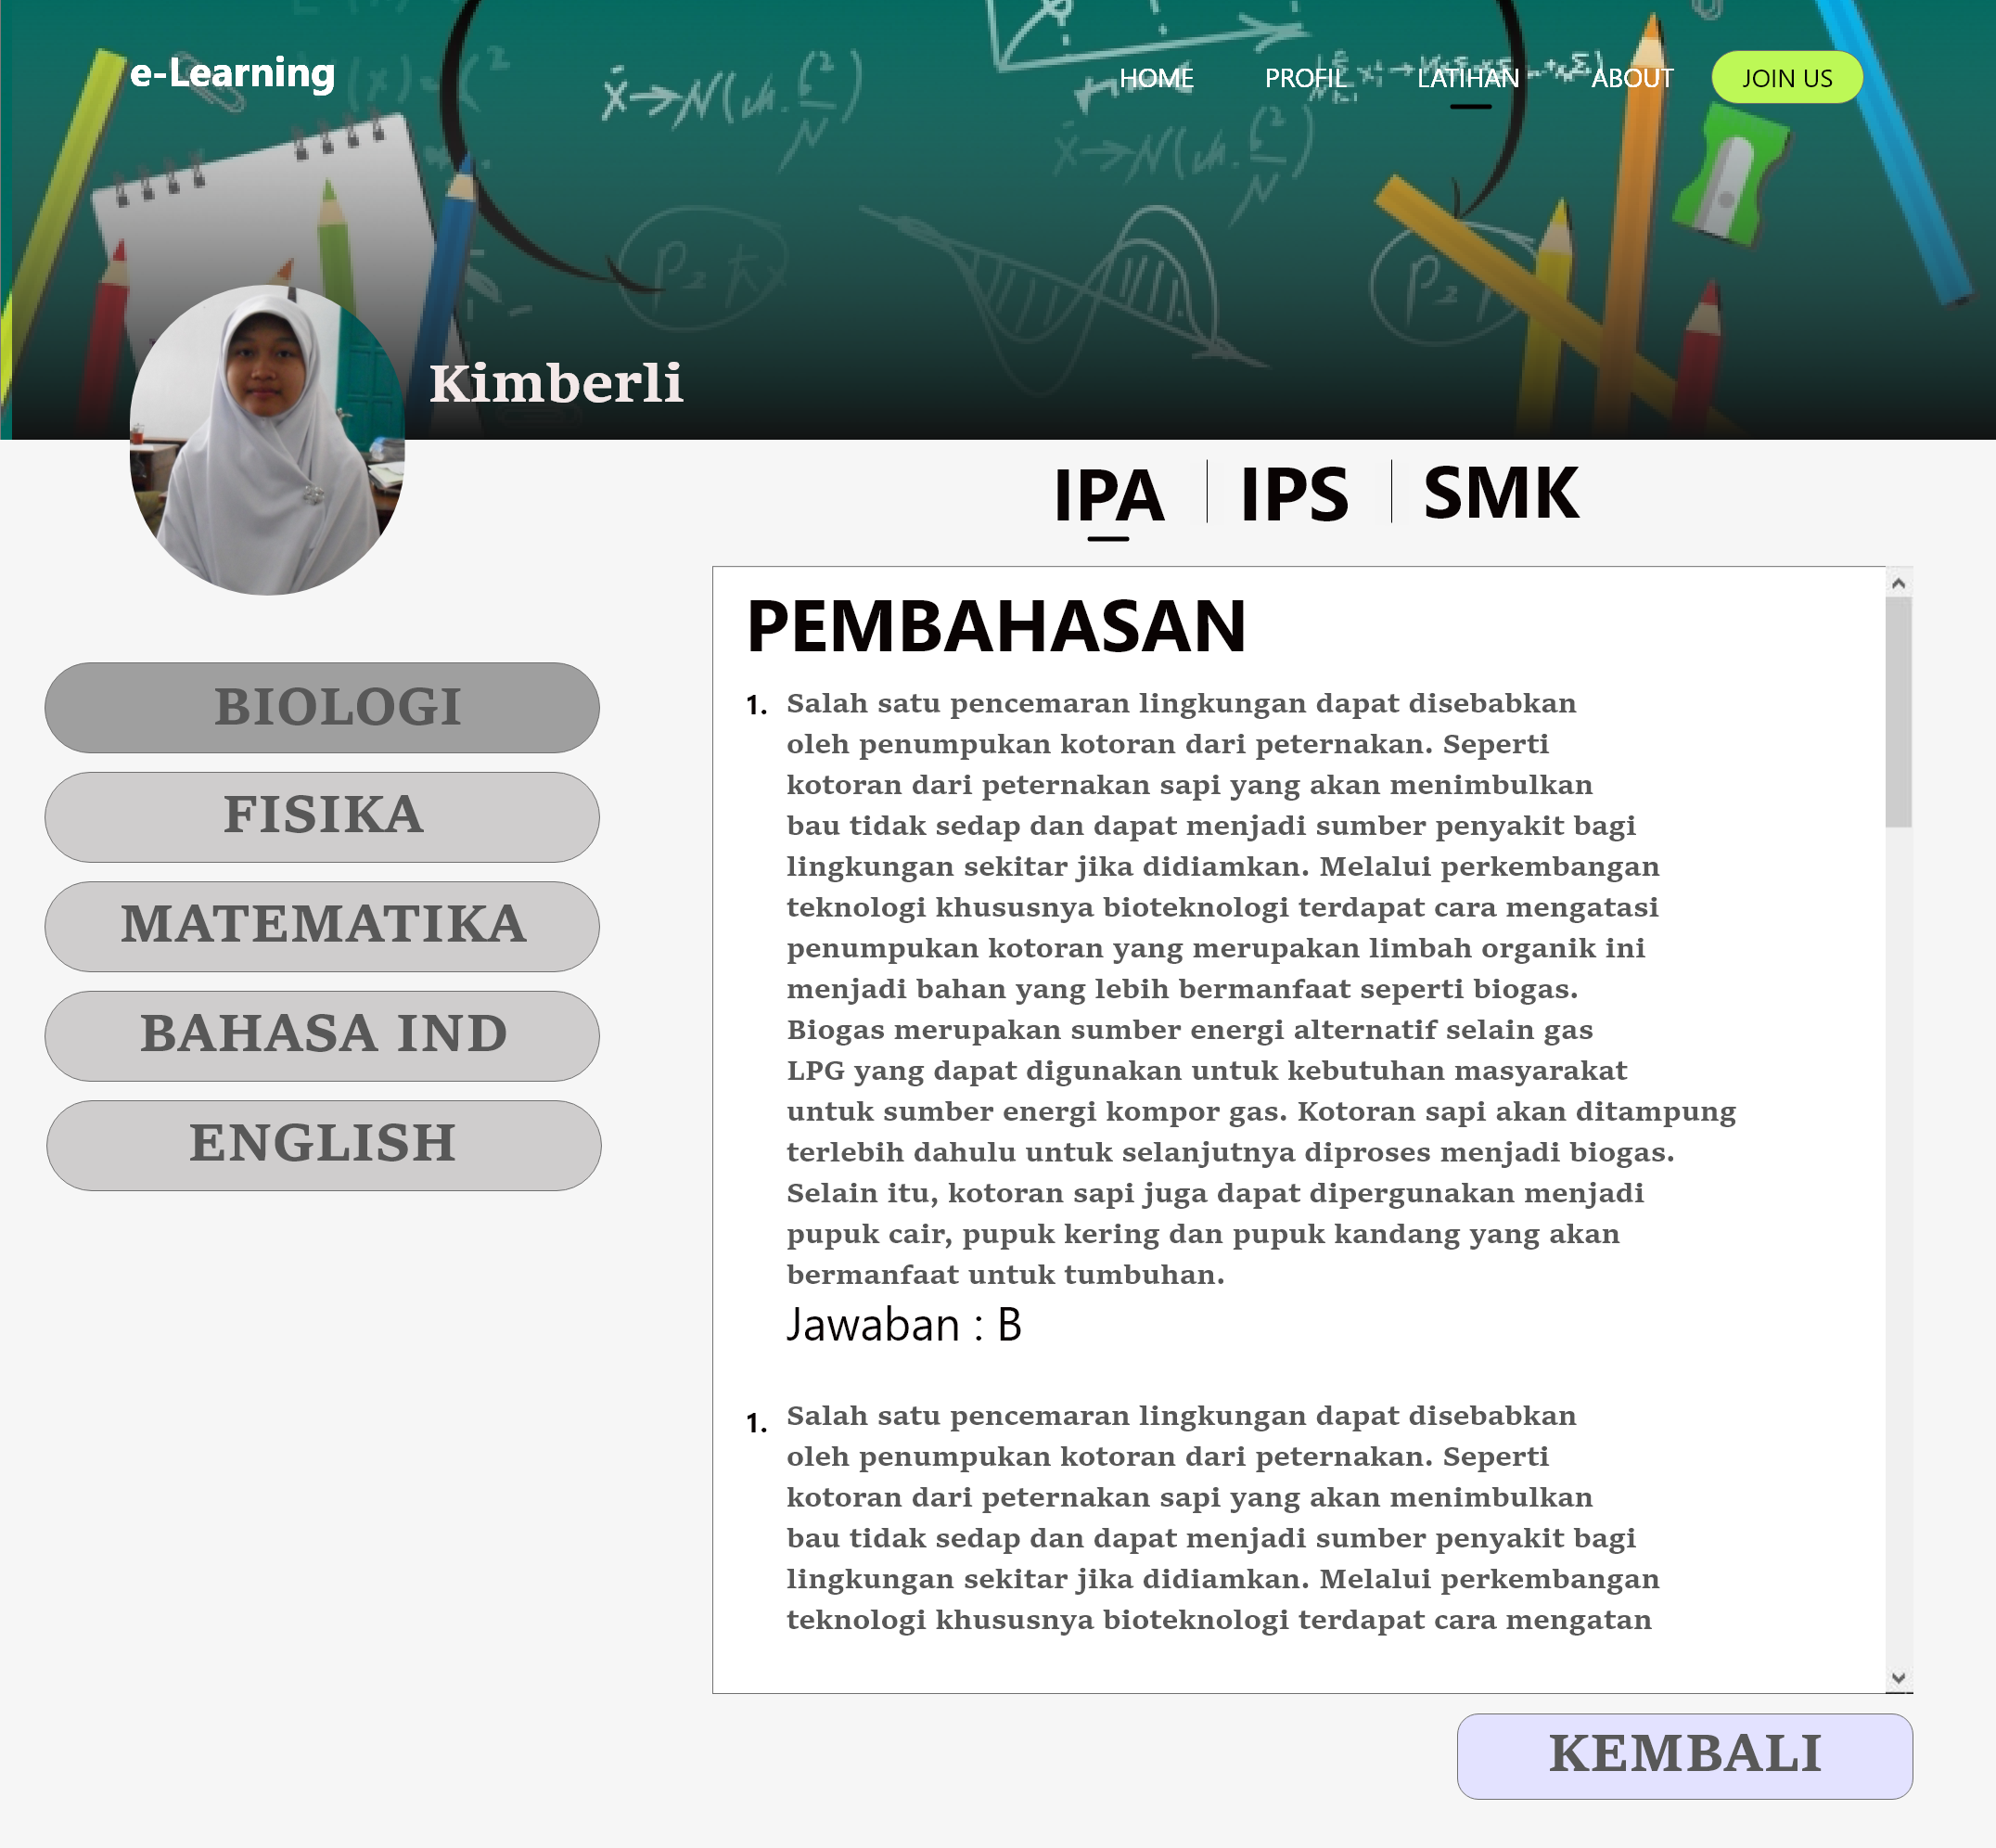 e-Learning
HOME PROFIL LATIHAN ABOUT JOIN US
Kimberli
IPA IPS SMK
BIOLOGI
FISIKA
MATEMATIKA
BAHASA IND
ENGLISH
PEMBAHASAN
1. Salah satu pencemaran lingkungan dapat disebabkan
oleh penumpukan kotoran dari peternakan. Seperti
kotoran dari peternakan sapi yang akan menimbulkan
bau tidak sedap dan dapat menjadi sumber penyakit bagi
lingkungan sekitar jika didiamkan. Melalui perkembangan
teknologi khususnya bioteknologi terdapat cara mengatasi
penumpukan kotoran yang merupakan limbah organik ini
menjadi bahan yang lebih bermanfaat seperti biogas.
Biogas merupakan sumber energi alternatif selain gas
LPG yang dapat digunakan untuk kebutuhan masyarakat
untuk sumber energi kompor gas. Kotoran sapi akan ditampung
terlebih dahulu untuk selanjutnya diproses menjadi biogas.
Selain itu, kotoran sapi juga dapat dipergunakan menjadi
pupuk cair, pupuk kering dan pupuk kandang yang akan
bermanfaat untuk tumbuhan.
Jawaban : B
1. Salah satu pencemaran lingkungan dapat disebabkan
oleh penumpukan kotoran dari peternakan. Seperti
kotoran dari peternakan sapi yang akan menimbulkan
bau tidak sedap dan dapat menjadi sumber penyakit bagi
lingkungan sekitar jika didiamkan. Melalui perkembangan
teknologi khususnya bioteknologi terdapat cara mengatan
KEMBALI